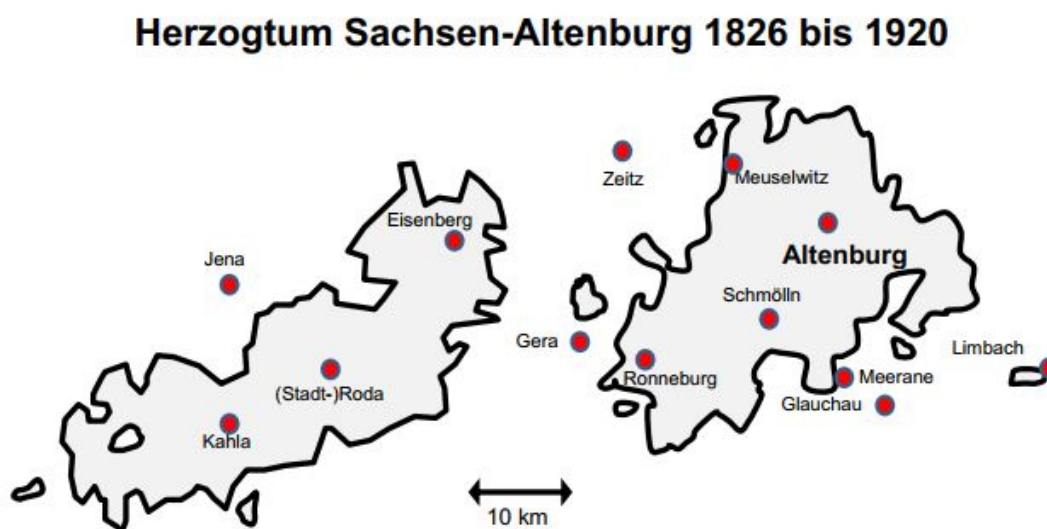 Herzogtum Sachsen-Altenburg 1826 bis 1920
Zeitz
Meuselwitz
Eisenberg
Altenburg
Jena
Schmölln
Gera
Limbach
Ronneburg
Meerane
(Stadt-)Roda
Glauchau
Kahla
10 km